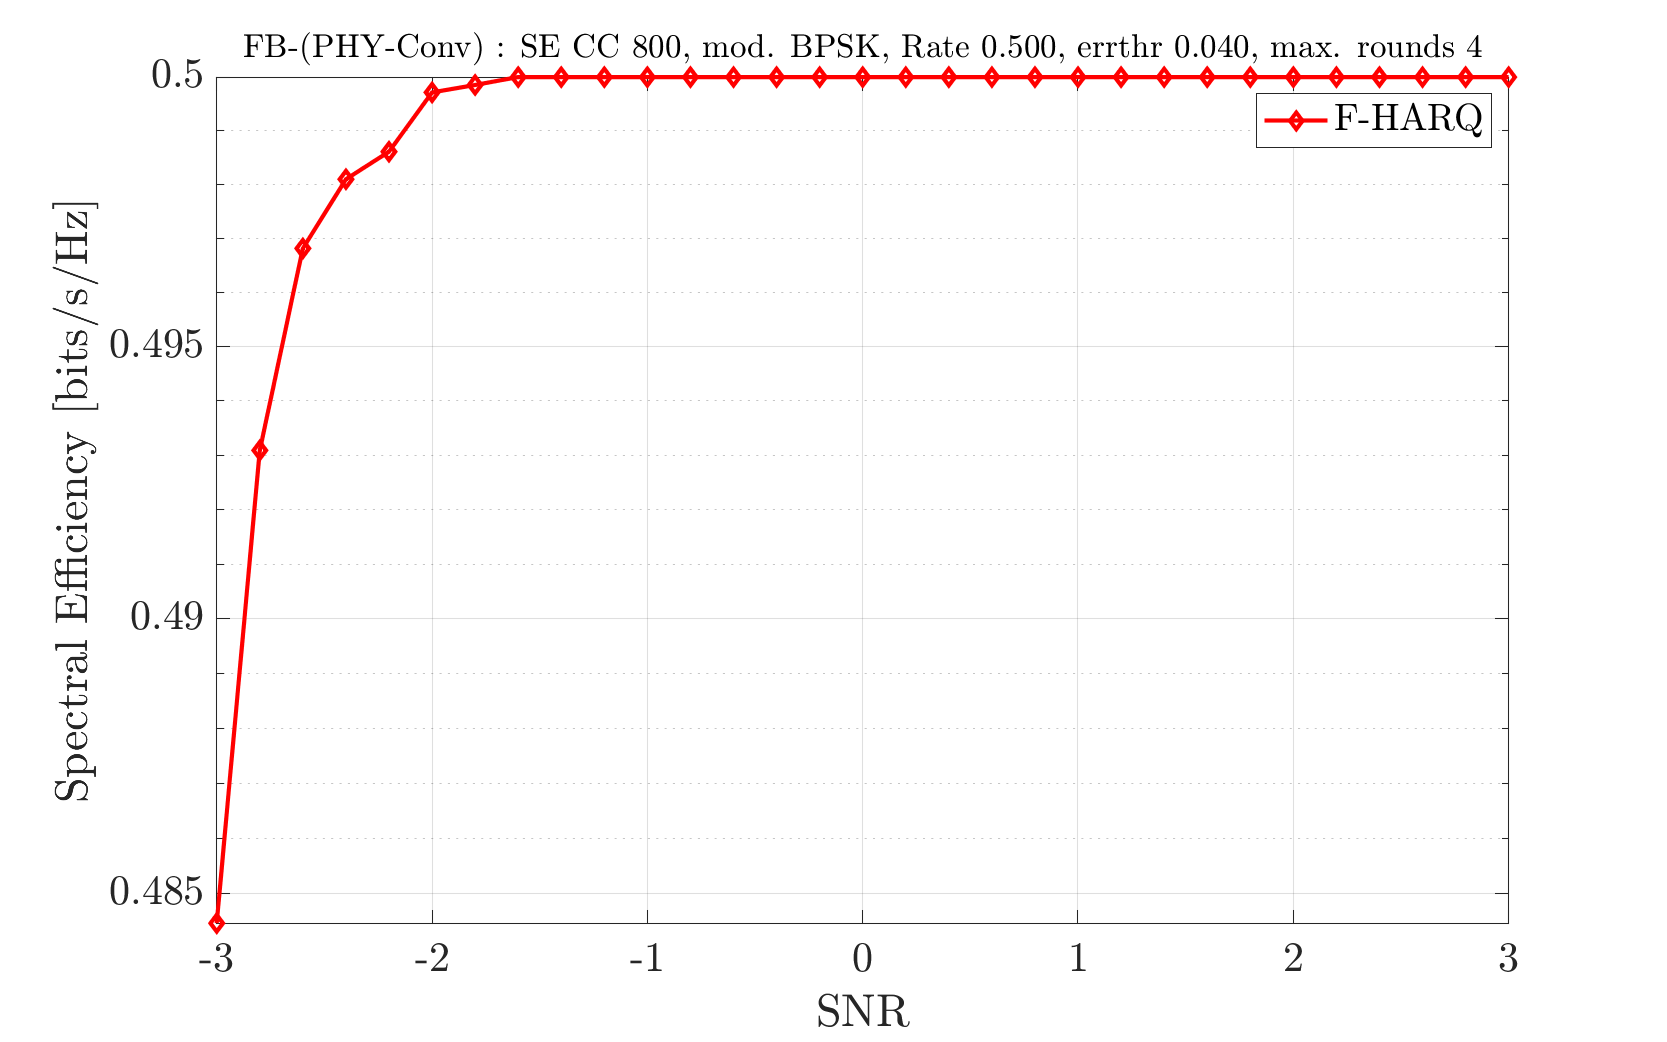 FB-(PHY-Conv) : SE CC 800, mod. BPSK, Rate 0.500, errthr 0.040, max. rounds 4
F-HARQ
Spectral Efficiency [bits/s/Hz]
0.5
0.495
0.49
0.485
-3 -2 -1 0 1 2 3
SNR